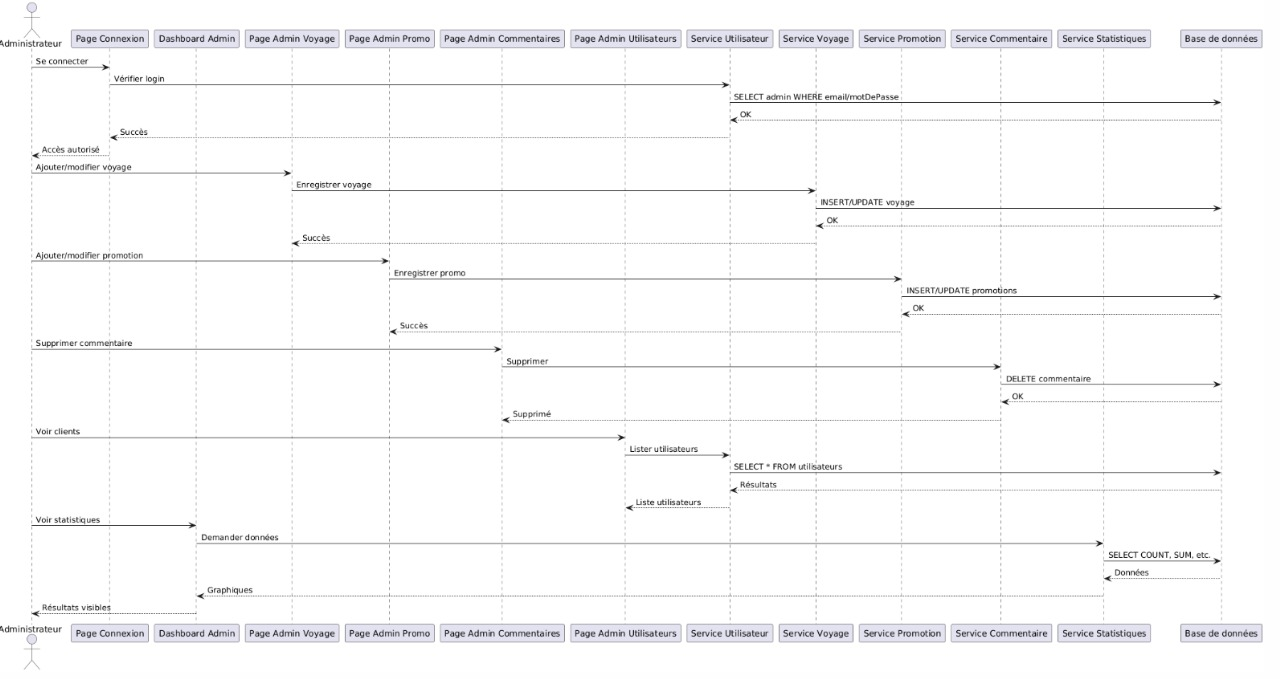 Administrateur
Page Connexion
Dashboard Admin
Page Admin Voyage
Page Admin Promo
Page Admin Commentaires
Page Admin Utilisateurs
Service Utilisateur
Service Voyage
Service Promotion
Service Commentaire
Service Statistiques
Base de données
Se connecter
Vérifier login
SELECT admin WHERE email/motDePasse
OK
Succès
Accès autorisé
Ajouter/modifier voyage
Enregistrer voyage
INSERT/UPDATE voyage
OK
Succès
Ajouter/modifier promotion
Enregistrer promo
INSERT/UPDATE promotions
OK
Succès
Supprimer commentaire
Supprimer
DELETE commentaire
OK
Supprimé
Voir clients
Lister utilisateurs
SELECT * FROM utilisateurs
Résultats
Liste utilisateurs
Voir statistiques
Demander données
SELECT COUNT, SUM, etc.
Données
Graphiques
Résultats visibles
Administrateur
Page Connexion
Dashboard Admin
Page Admin Voyage
Page Admin Promo
Page Admin Commentaires
Page Admin Utilisateurs
Service Utilisateur
Service Voyage
Service Promotion
Service Commentaire
Service Statistiques
Base de données